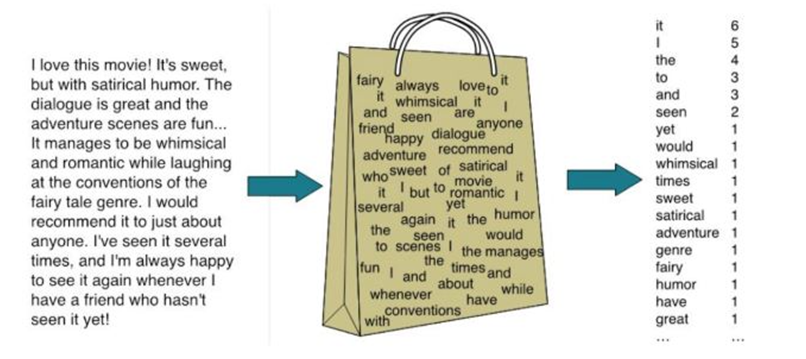 I love this movie! It's sweet,
but with satirical humor. The
dialogue is great and the
adventure scenes are fun...
It manages to be whimsical
and romantic while laughing
at the conventions of the
fairy tale genre. I would
recommend it to just about
anyone. I've seen it several
times, and I'm always happy
to see it again whenever I
have a friend who hasn't
seen it yet!
fairy always love to it
it whimsical it I
and seen are anyone
friend happy dialogue
adventure recommend
who sweet of satirical it
it I but to movie romantic I
several yet
again it the humor
the seen would
to scenes I the manages
fun I and the times and
about while
whenever have
conventions
with
it 6
I 5
the 4
to 3
and 3
seen 2
yet 1
would 1
whimsical 1
times 1
sweet 1
satirical 1
adventure 1
genre 1
fairy 1
humor 1
have 1
great 1
... ...